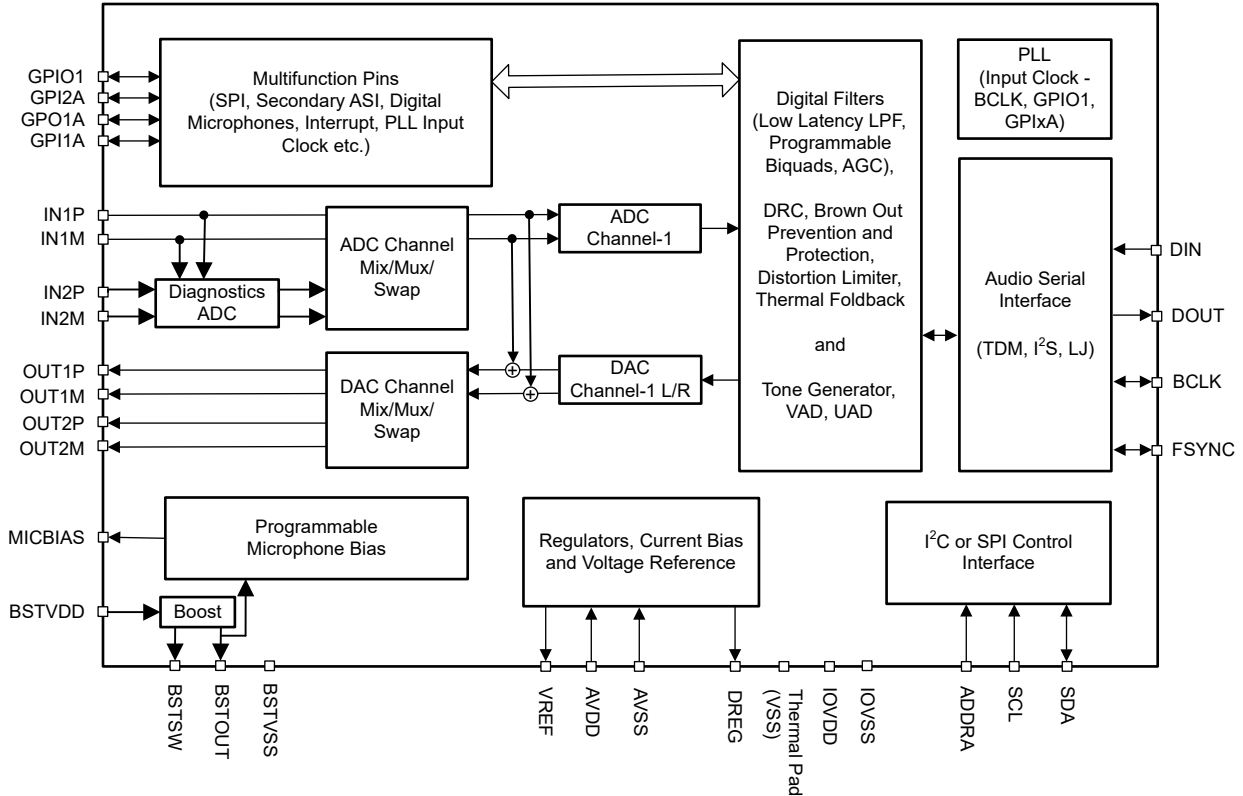 GPIO1
GPI2A
GPO1A
GPI1A
Multifunction Pins
(SPI, Secondary ASI, Digital
Microphones, Interrupt, PLL Input
Clock etc.)
Digital Filters
(Low Latency LPF,
Programmable
Biquads, AGC),
DRC, Brown Out
Prevention and
Protection,
Distortion Limiter,
Thermal Foldback
and
Tone Generator,
VAD, UAD
PLL
(Input Clock -
BCLK, GPIO1,
GPIxA)
IN1P
IN1M
IN2P
IN2M
Diagnostics
ADC
ADC Channel
Mix/Mux/
Swap
ADC
Channel-1
Audio Serial
Interface
(TDM, I²S, LJ)
DIN
DOUT
BCLK
FSYNC
OUT1P
OUT1M
OUT2P
OUT2M
DAC Channel
Mix/Mux/
Swap
DAC
Channel-1 L/R
MICBIAS
Programmable
Microphone Bias
Regulators, Current Bias
and Voltage Reference
I²C or SPI Control
Interface
BSTVDD
Boost
BSTSW
BSTOUT
BSTVSS
VREF
AVDD
AVSS
DREG
Thermal Pad
(VSS)
IOVDD
IOVSS
ADDRA
SCL
SDA